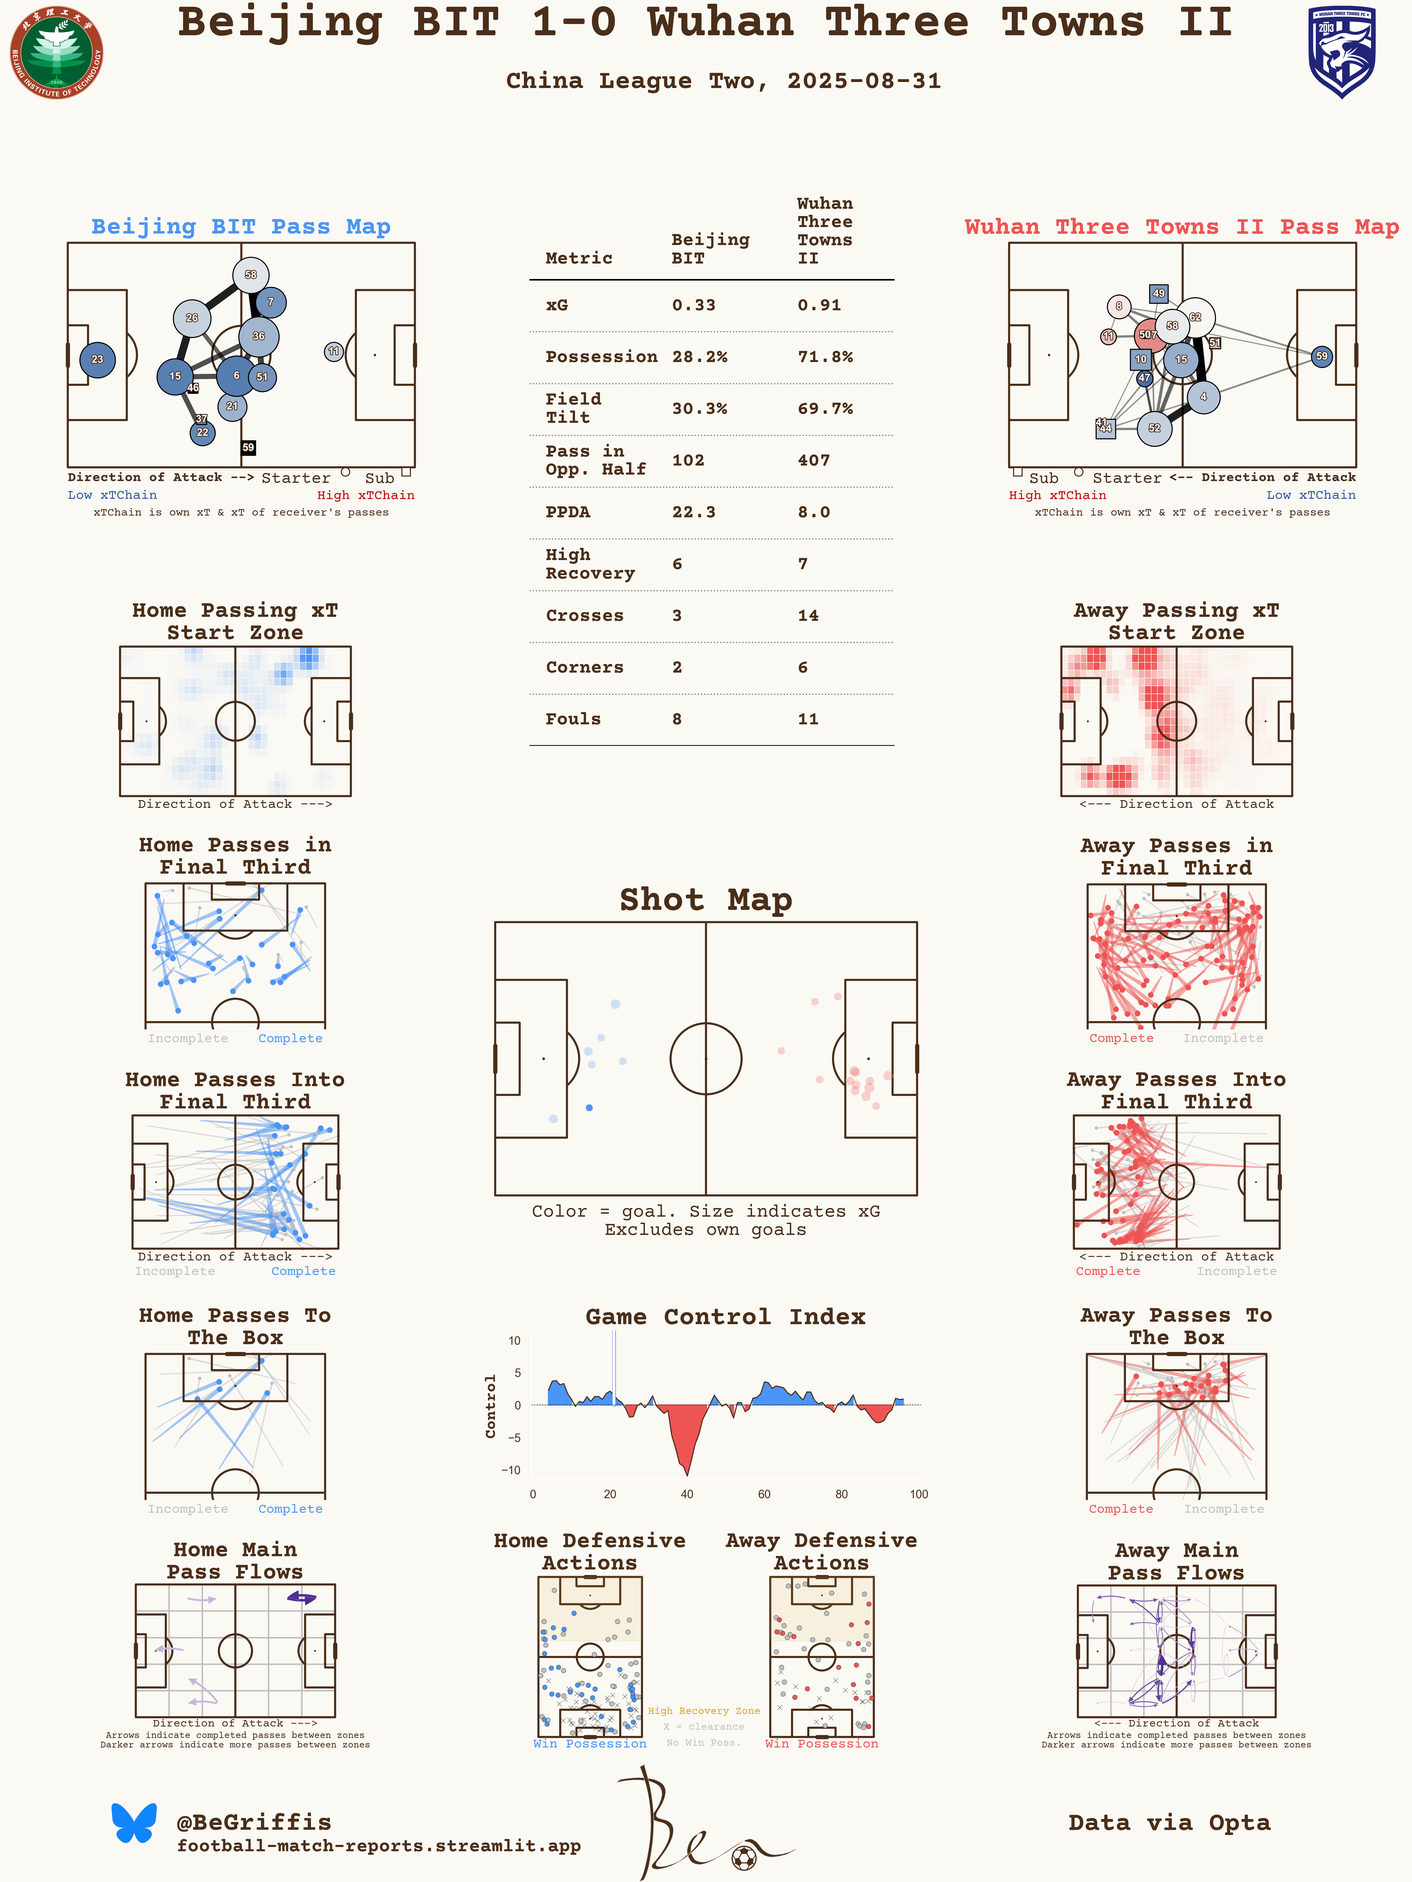 Beijing BIT 1-0 Wuhan Three Towns II
China League Two, 2025-08-31
北京理工大学
BEIJING INSTITUTE OF TECHNOLOGY
1940
WUHAN THREE TOWNS FC
2013
Beijing BIT Pass Map
58
7
26
36
11
23
15
6
51
46
21
37
22
59
Direction of Attack --> Starter Sub
Low xTChain High xTChain
xTChain is own xT & xT of receiver's passes
Metric Beijing BIT Wuhan Three Towns II
xG 0.33 0.91
Possession 28.2% 71.8%
Field Tilt 30.3% 69.7%
Pass in Opp. Half 102 407
PPDA 22.3 8.0
High Recovery 6 7
Crosses 3 14
Corners 2 6
Fouls 8 11
Wuhan Three Towns II Pass Map
49
8
62
58
11
50
7
51
10
15
59
47
4
41
44
52
Sub Starter <-- Direction of Attack
High xTChain Low xTChain
xTChain is own xT & xT of receiver's passes
Home Passing xT
Start Zone
Direction of Attack --->
Away Passing xT
Start Zone
<--- Direction of Attack
Home Passes in
Final Third
Incomplete Complete
Shot Map
Color = goal. Size indicates xG
Excludes own goals
Away Passes in
Final Third
Complete Incomplete
Home Passes Into
Final Third
Direction of Attack --->
Incomplete Complete
Away Passes Into
Final Third
<--- Direction of Attack
Complete Incomplete
Home Passes To
The Box
Incomplete Complete
Game Control Index
Control
10
5
0
−5
−10
0 20 40 60 80 100
Away Passes To
The Box
Complete Incomplete
Home Main
Pass Flows
Direction of Attack --->
Arrows indicate completed passes between zones
Darker arrows indicate more passes between zones
Home Defensive
Actions
Win Possession
Away Defensive
Actions
Win Possession
High Recovery Zone
X = clearance
No Win Poss.
Away Main
Pass Flows
<--- Direction of Attack
Arrows indicate completed passes between zones
Darker arrows indicate more passes between zones
@BeGriffis
football-match-reports.streamlit.app
Ben
Data via Opta